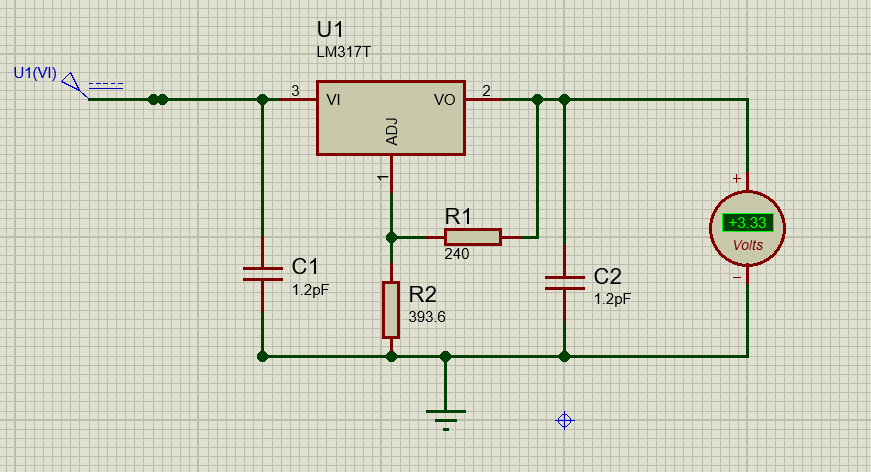 U1
LM317T
U1(VI)
3
VI
VO
2
ADJ
1
R1
240
+
+3.33
Volts
−
C1
1.2pF
R2
393.6
C2
1.2pF